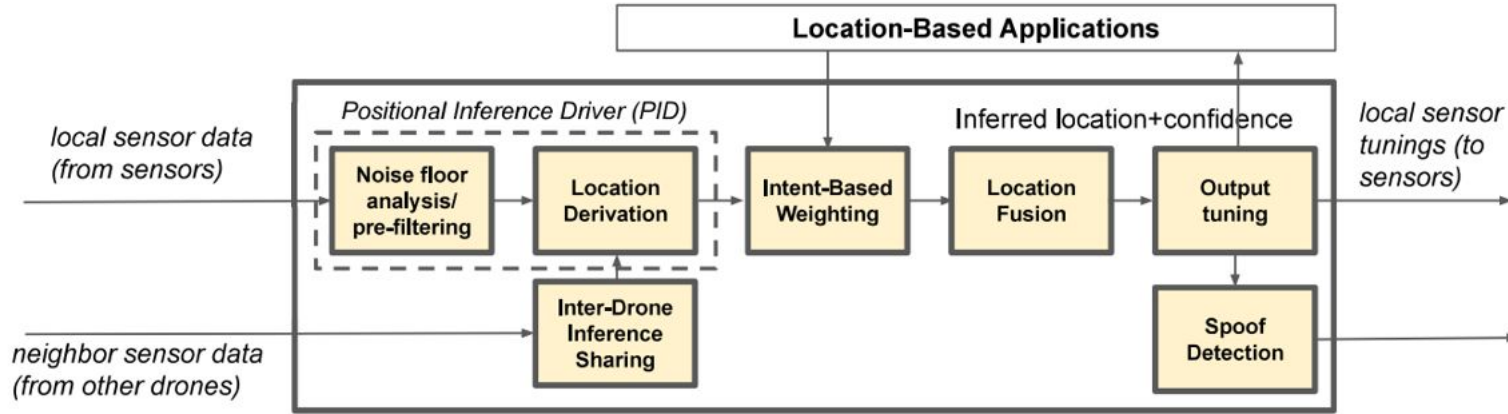 Location-Based Applications
Positional Inference Driver (PID)
Inferred location+confidence
local sensor data
(from sensors)
local sensor
tunings (to
sensors)
Noise floor
analysis/
pre-filtering
Location
Derivation
Intent-Based
Weighting
Location
Fusion
Output
tuning
Inter-Drone
Inference
Sharing
Spoof
Detection
neighbor sensor data
(from other drones)